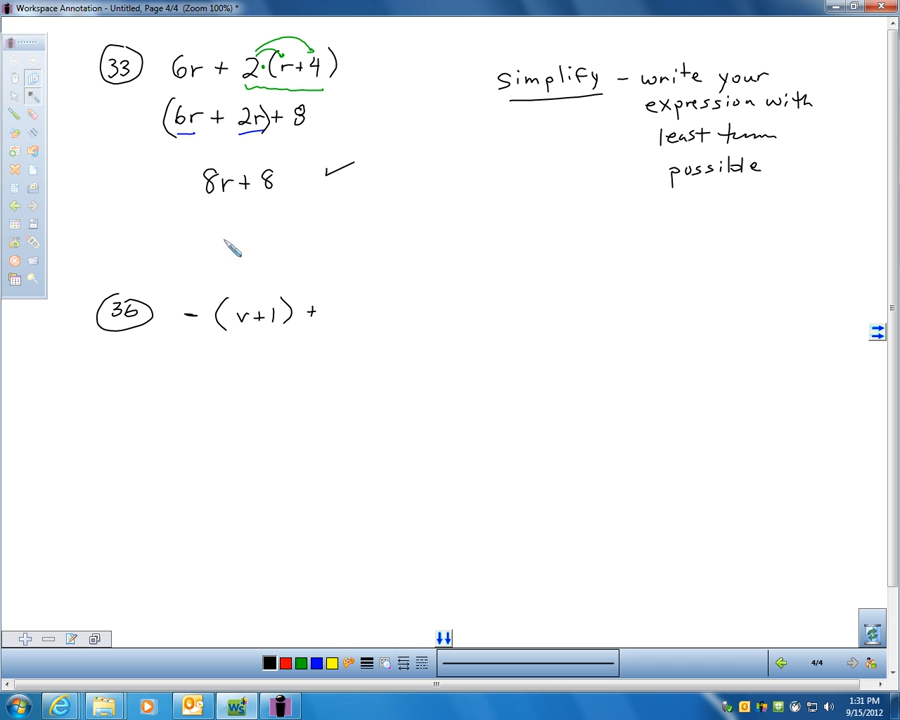 Workspace Annotation - Untitled, Page 4/4 (Zoom 100%) *
33 6r + 2·(r+4)
(6r + 2r) + 8
8r + 8 ✓
Simplify – write your
expression with
least term
possible
36 - (r+1) +
4/4
1:31 PM
9/15/2012